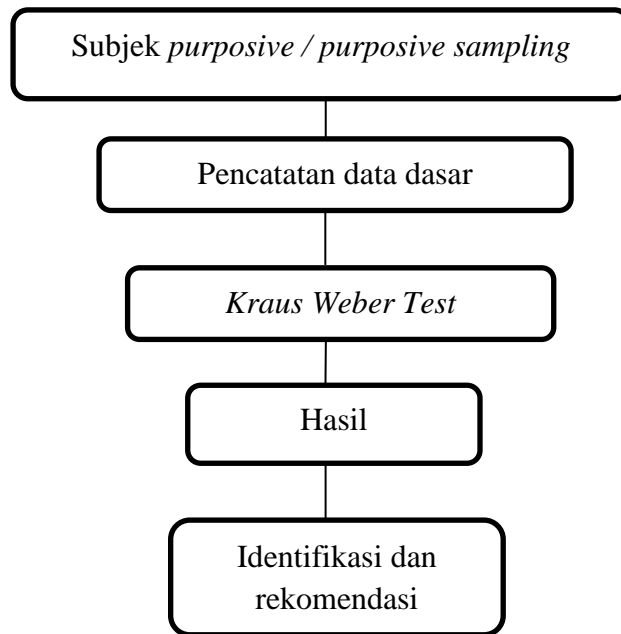 Subjek purposive / purposive sampling
Pencatatan data dasar
Kraus Weber Test
Hasil
Identifikasi dan
rekomendasi